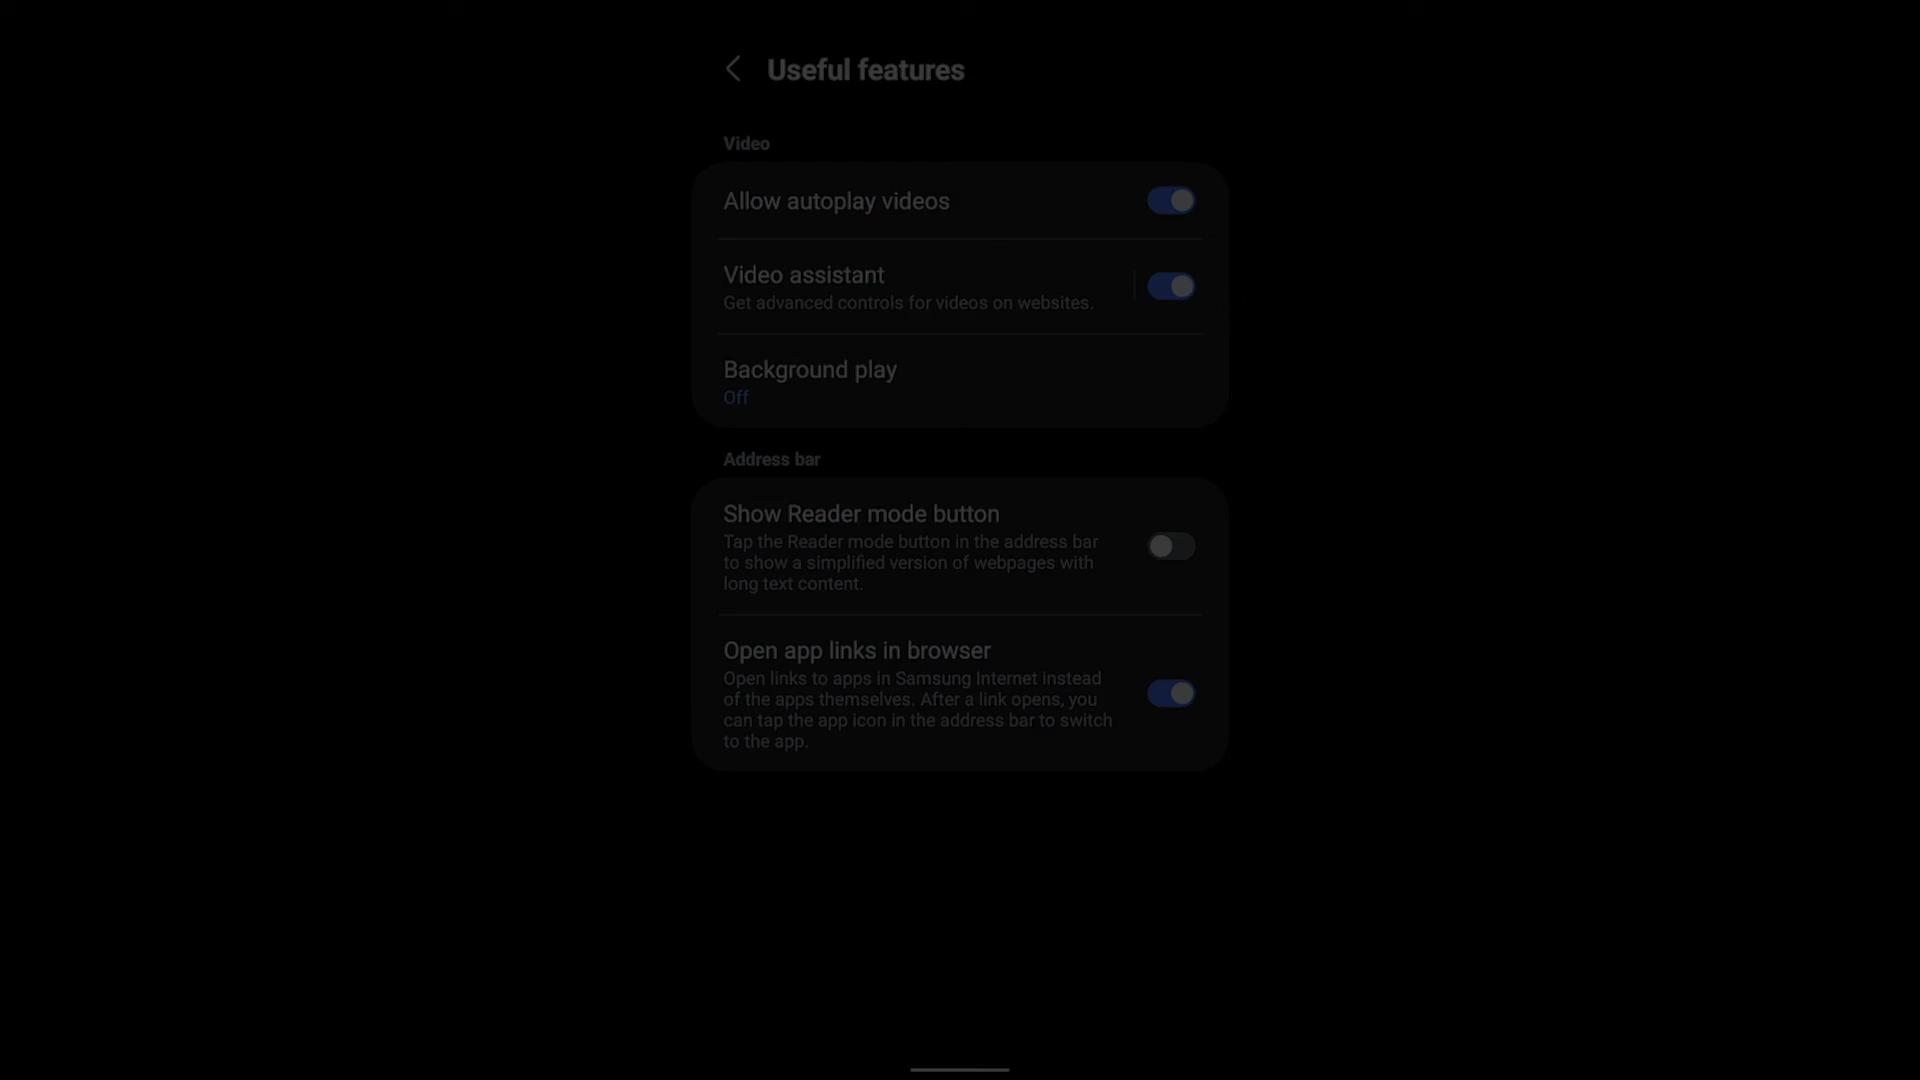 Useful features
Video
Allow autoplay videos
Video assistant
Get advanced controls for videos on websites.
Background play
Off
Address bar
Show Reader mode button
Tap the Reader mode button in the address bar
to show a simplified version of webpages with
long text content.
Open app links in browser
Open links to apps in Samsung Internet instead
of the apps themselves. After a link opens, you
can tap the app icon in the address bar to switch
to the app.